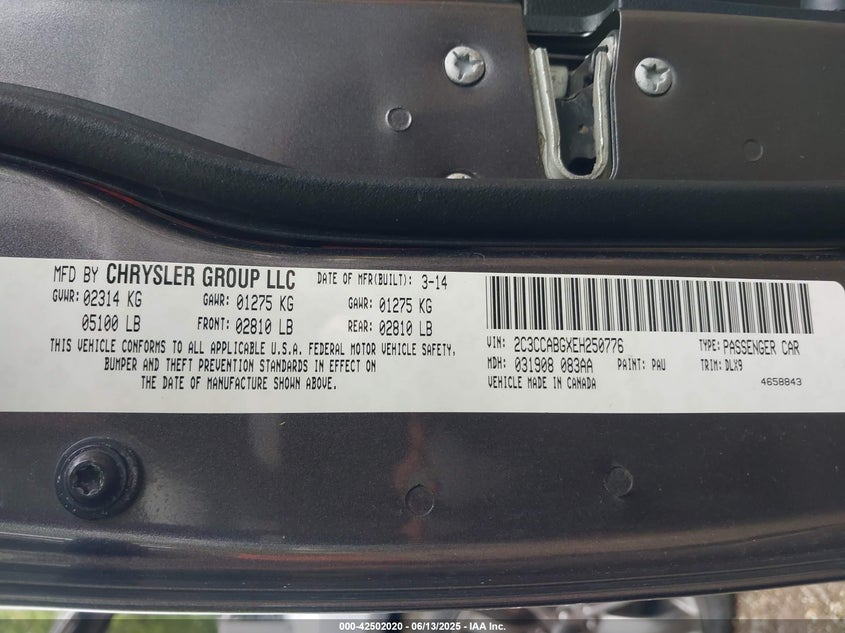 MFD BY CHRYSLER GROUP LLC DATE OF MFR(BUILT): 3-14
GVWR: 02314 KG GAWR: 01275 KG GAWR: 01275 KG
05100 LB FRONT: 02810 LB REAR: 02810 LB
THIS VEHICLE CONFORMS TO ALL APPLICABLE U.S.A. FEDERAL MOTOR VEHICLE SAFETY,
BUMPER AND THEFT PREVENTION STANDARDS IN EFFECT ON
THE DATE OF MANUFACTURE SHOWN ABOVE.
VIN: 2C3CCABGXEH250776 TYPE: PASSENGER CAR
MDH: 031908 083AA PAINT: PAU TRIM: DLX9
VEHICLE MADE IN CANADA 4658843
000-42502020 - 06/13/2025 - IAA Inc.